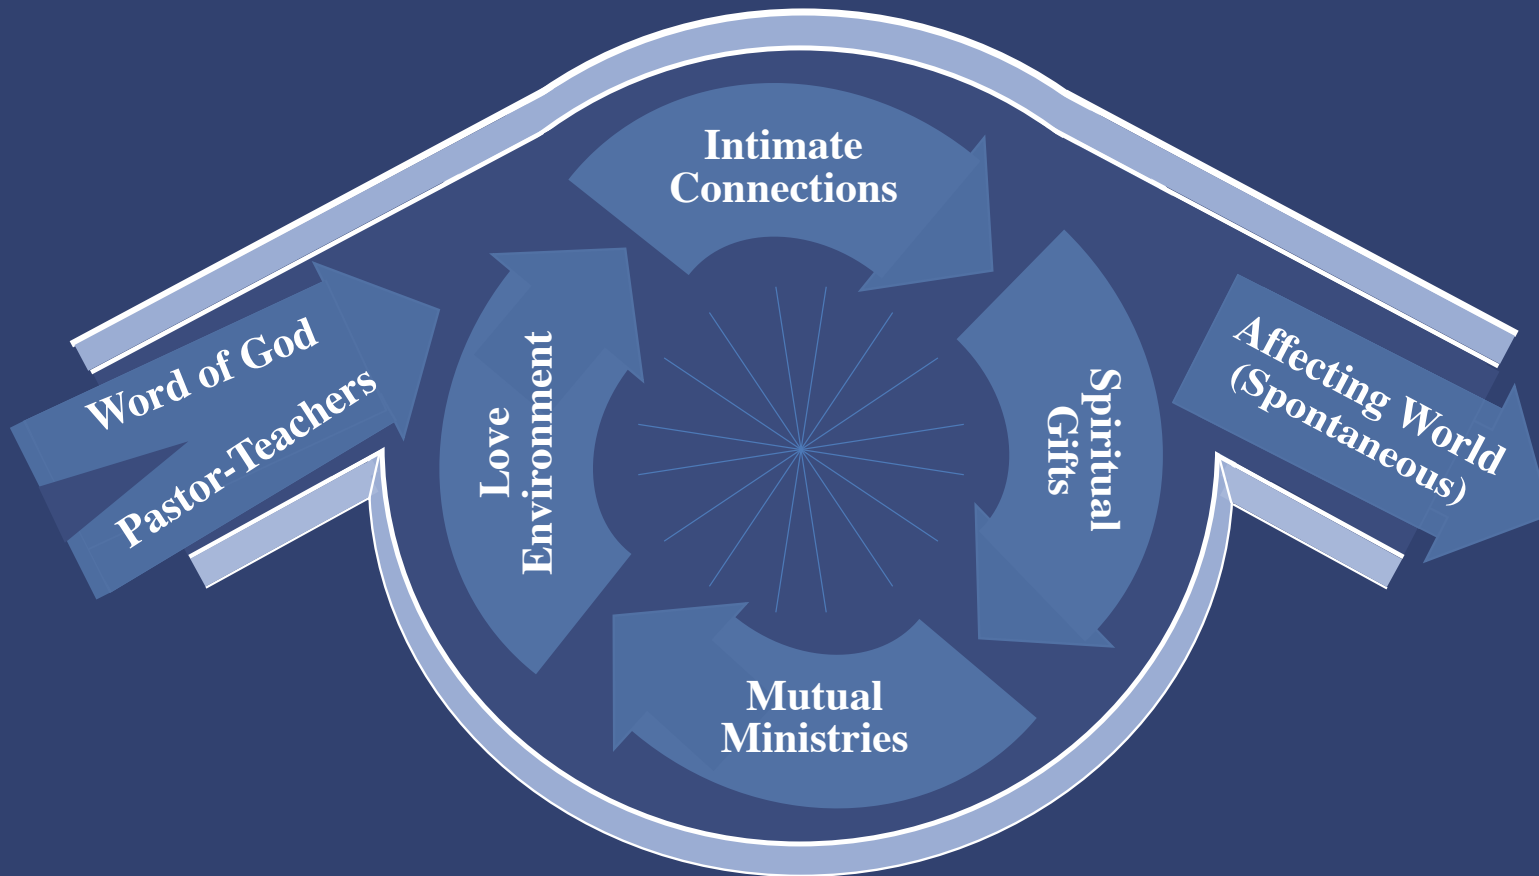 Word of God
Pastor-Teachers
Love
Environment
Intimate
Connections
Spiritual
Gifts
Mutual
Ministries
Affecting World
(Spontaneous)